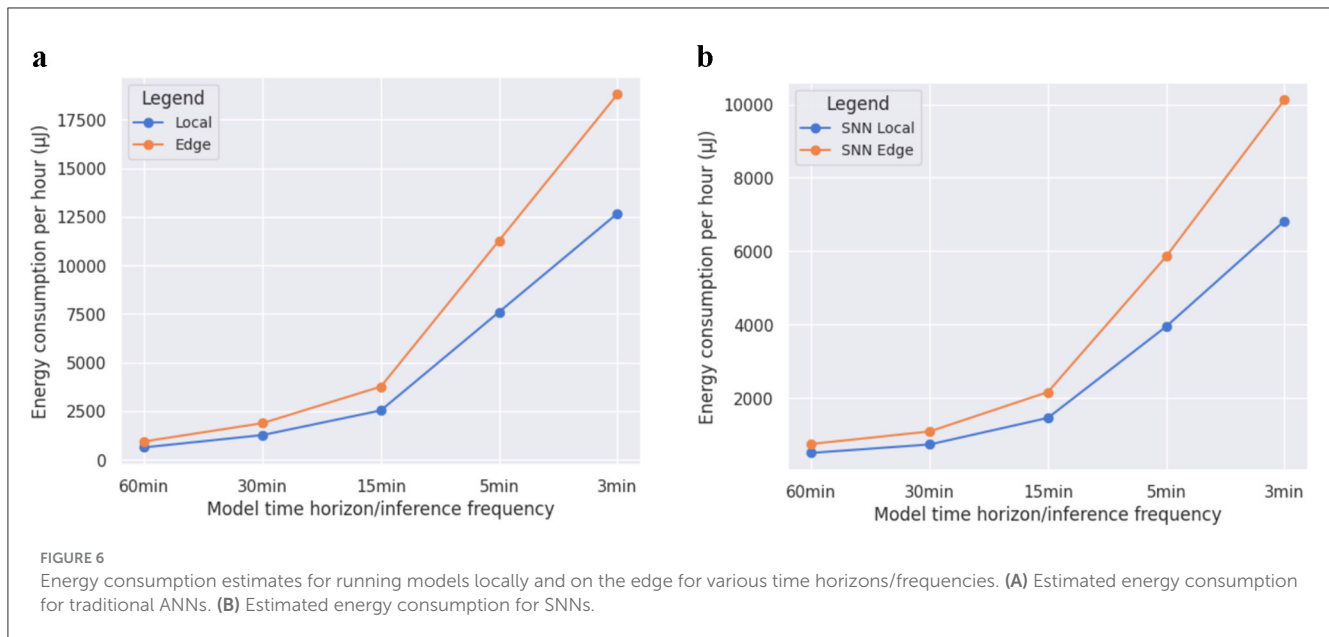 a
Legend
Local
Edge
Energy consumption per hour (µJ)
17500
15000
12500
10000
7500
5000
2500
0
60min 30min 15min 5min 3min
Model time horizon/inference frequency
b
Legend
SNN Local
SNN Edge
Energy consumption per hour (µJ)
10000
8000
6000
4000
2000
60min 30min 15min 5min 3min
Model time horizon/inference frequency
FIGURE 6
Energy consumption estimates for running models locally and on the edge for various time horizons/frequencies. (A) Estimated energy consumption
for traditional ANNs. (B) Estimated energy consumption for SNNs.